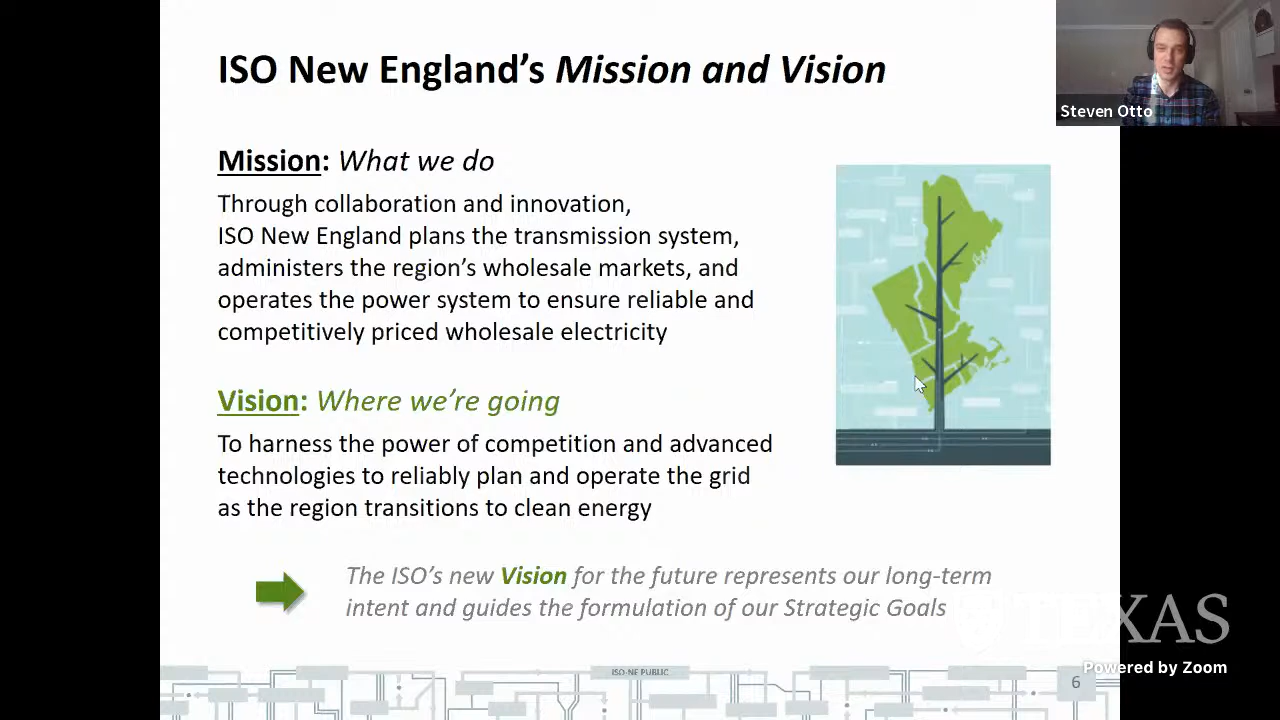 ISO New England’s Mission and Vision
Steven Otto
Mission: What we do
Through collaboration and innovation,
ISO New England plans the transmission system,
administers the region’s wholesale markets, and
operates the power system to ensure reliable and
competitively priced wholesale electricity
Vision: Where we’re going
To harness the power of competition and advanced
technologies to reliably plan and operate the grid
as the region transitions to clean energy
The ISO’s new Vision for the future represents our long-term
intent and guides the formulation of our Strategic Goals
TEXAS
Powered by Zoom
ISO-NE PUBLIC
6